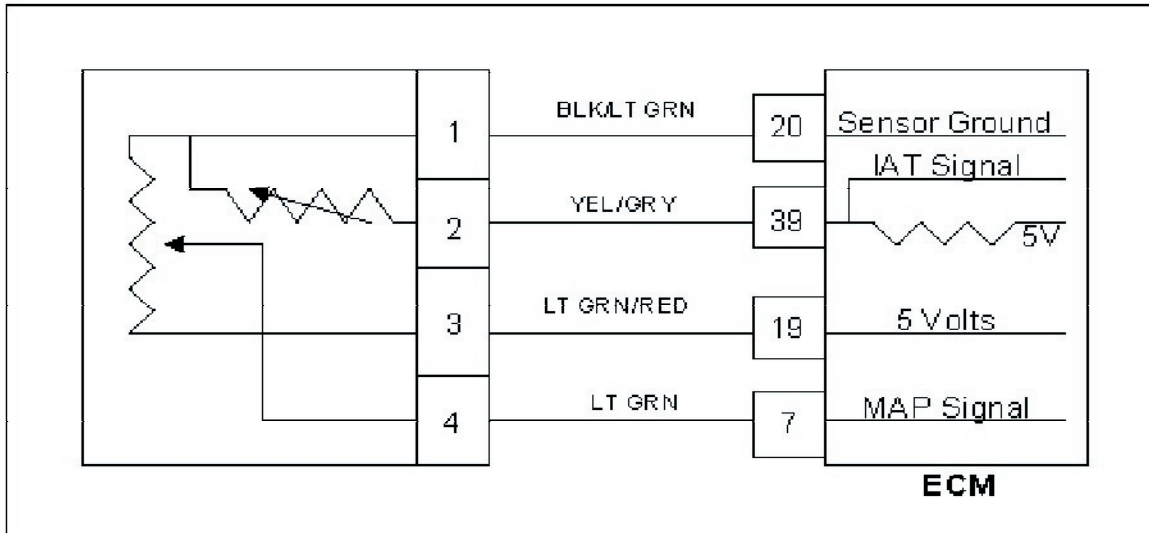 1 BLK/LT GRN 20 Sensor Ground
IAT Signal
2 YEL/GRY 39 5V
3 LT GRN/RED 19 5 Volts
4 LT GRN 7 MAP Signal
ECM